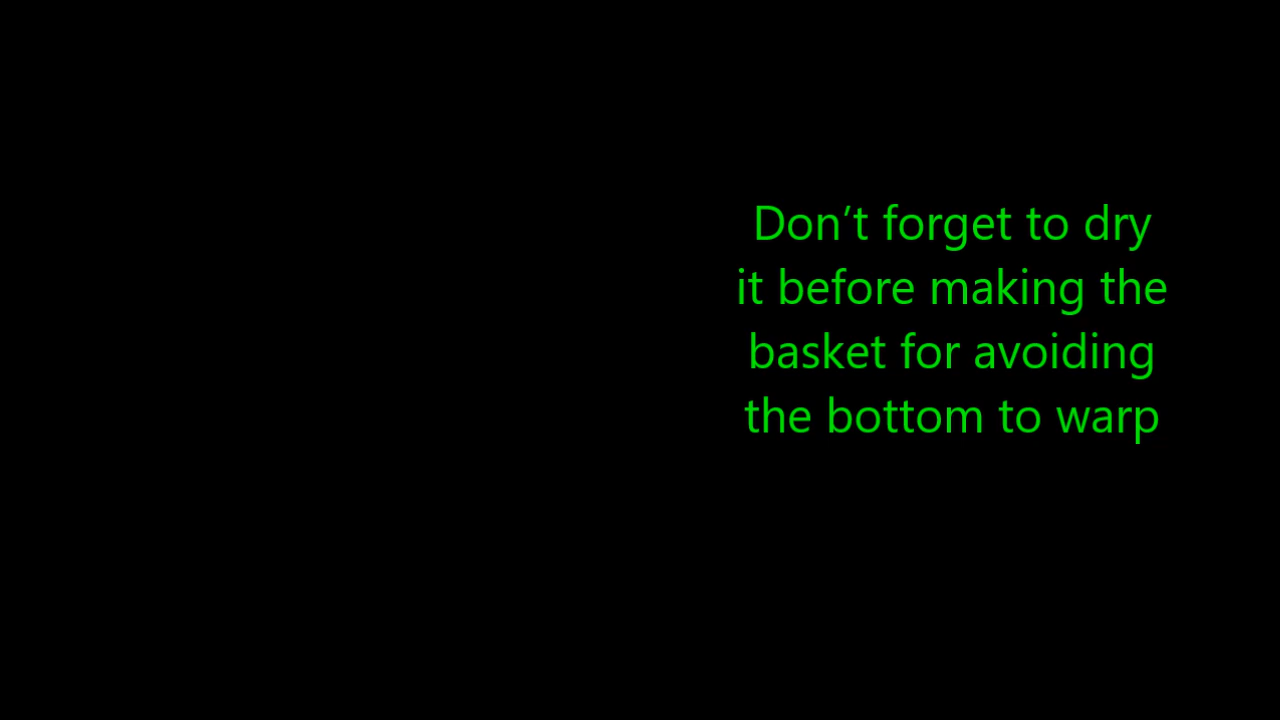 Don’t forget to dry
it before making the
basket for avoiding
the bottom to warp